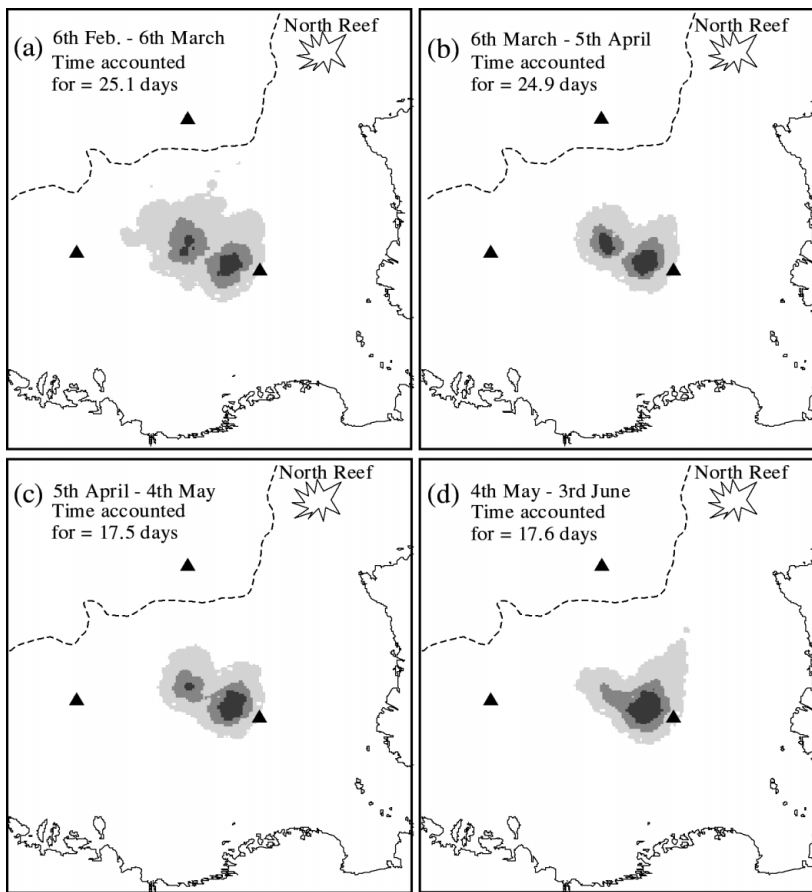 North Reef
(a) 6th Feb. - 6th March
Time accounted
for = 25.1 days
North Reef
(b) 6th March - 5th April
Time accounted
for = 24.9 days
North Reef
(c) 5th April - 4th May
Time accounted
for = 17.5 days
North Reef
(d) 4th May - 3rd June
Time accounted
for = 17.6 days